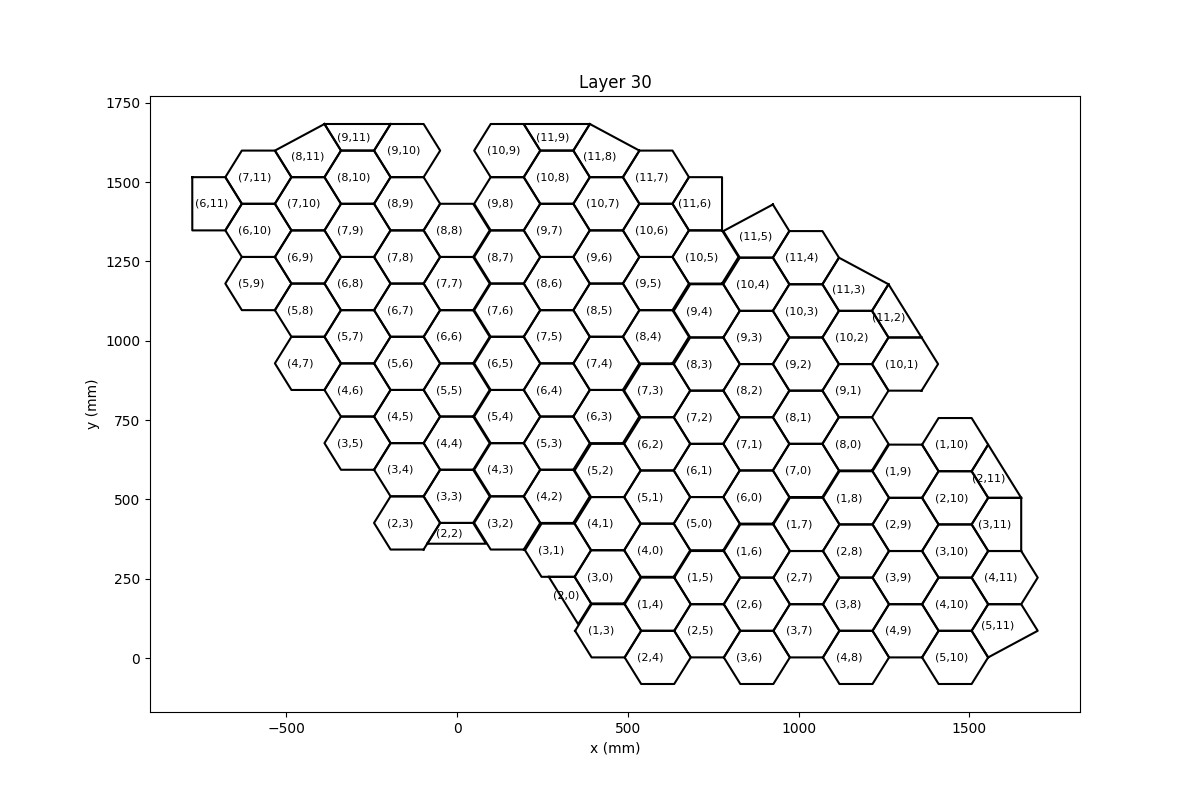 Layer 30
1750
1500
1250
1000
750
500
250
0
y (mm)
(9,11) (11,9)
(8,11) (9,10) (10,9) (11,8)
(7,11) (8,10) (10,8) (11,7)
(6,11) (7,10) (8,9) (9,8) (10,7) (11,6)
(6,10) (7,9) (8,8) (9,7) (10,6) (11,5)
(6,9) (7,8) (8,7) (9,6) (10,5) (11,4)
(5,9) (6,8) (7,7) (8,6) (9,5) (10,4) (11,3)
(5,8) (6,7) (7,6) (8,5) (9,4) (10,3) (11,2)
(5,7) (6,6) (7,5) (8,4) (9,3) (10,2)
(4,7) (5,6) (6,5) (7,4) (8,3) (9,2) (10,1)
(4,6) (5,5) (6,4) (7,3) (8,2) (9,1)
(4,5) (5,4) (6,3) (7,2) (8,1)
(3,5) (4,4) (5,3) (6,2) (7,1) (8,0) (1,10)
(3,4) (4,3) (5,2) (6,1) (7,0) (1,9) (2,11)
(3,3) (4,2) (5,1) (6,0) (1,8) (2,10)
(2,3) (2,2) (3,2) (4,1) (5,0) (1,7) (2,9) (3,11)
(3,1) (4,0) (1,6) (2,8) (3,10)
(3,0) (1,5) (2,7) (3,9) (4,11)
(2,0) (1,4) (2,6) (3,8) (4,10)
(1,3) (2,5) (3,7) (4,9) (5,11)
(2,4) (3,6) (4,8) (5,10)
−500 0 500 1000 1500
x (mm)